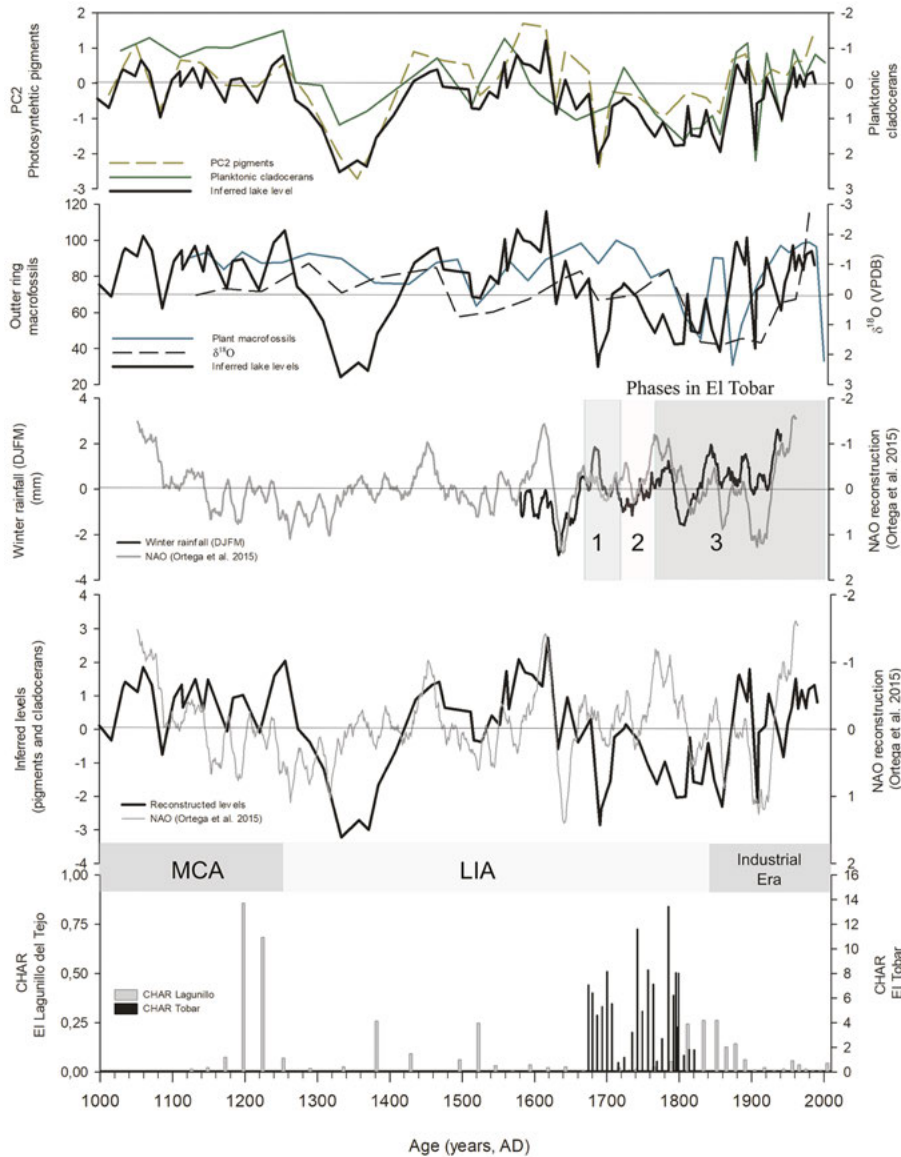 2
1
0
-1
-2
-3
PC2
Photosyntehtic pigments
-2
-1
0
1
2
3
Planktonic
cladocerans
PC2 pigments
Planktonic cladocerans
Inferred lake level
120
100
80
60
40
20
Outter ring
macrofossils
-3
-2
-1
0
1
2
3
δ18O (VPDB)
Plant macrofossils
δ18O
Inferred lake levels
Phases in El Tobar
4
2
0
-2
-4
Winter rainfall (DJFM)
(mm)
-2
-1
0
1
2
NAO reconstruction
(Ortega et al. 2015)
1
2
3
Winter rainfall (DJFM)
NAO (Ortega et al. 2015)
4
3
2
1
0
-1
-2
-3
-4
Inferred levels
(pigments and cladocerans)
-2
-1
0
1
2
NAO reconstruction
(Ortega et al. 2015)
Reconstructed levels
NAO (Ortega et al. 2015)
MCA
LIA
Industrial
Era
1,00
0,75
0,50
0,25
0,00
CHAR
El Lagunillo del Tejo
16
14
12
10
8
6
4
2
0
CHAR
El Tobar
CHAR Lagunillo
CHAR Tobar
1000 1100 1200 1300 1400 1500 1600 1700 1800 1900 2000
Age (years, AD)